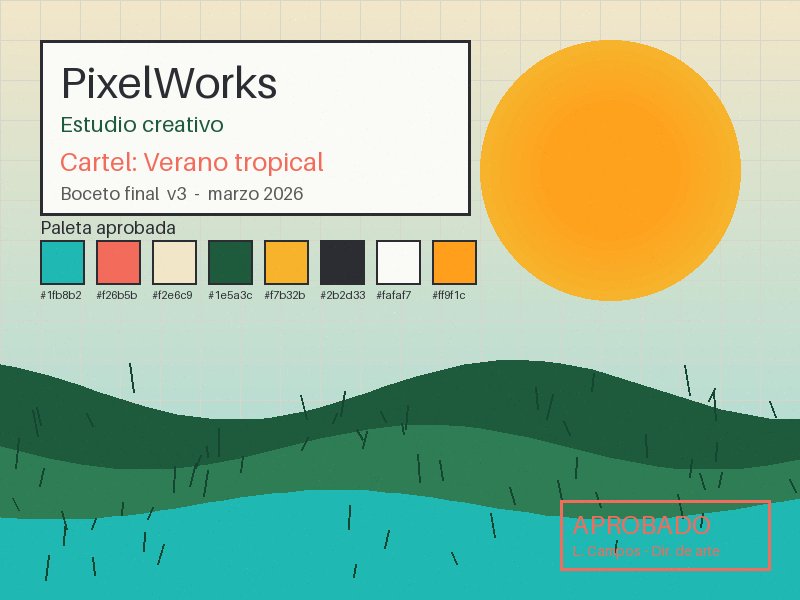 PixelWorks
Estudio creativo
Cartel: Verano tropical
Boceto final v3 - marzo 2026
Paleta aprobada
#1fb8b2 #f26b5b #f2e6c9 #1e5a3c #f7b32b #2b2d33 #fafaf7 #ff9f1c
APROBADO
L. Campos - Dir. de arte